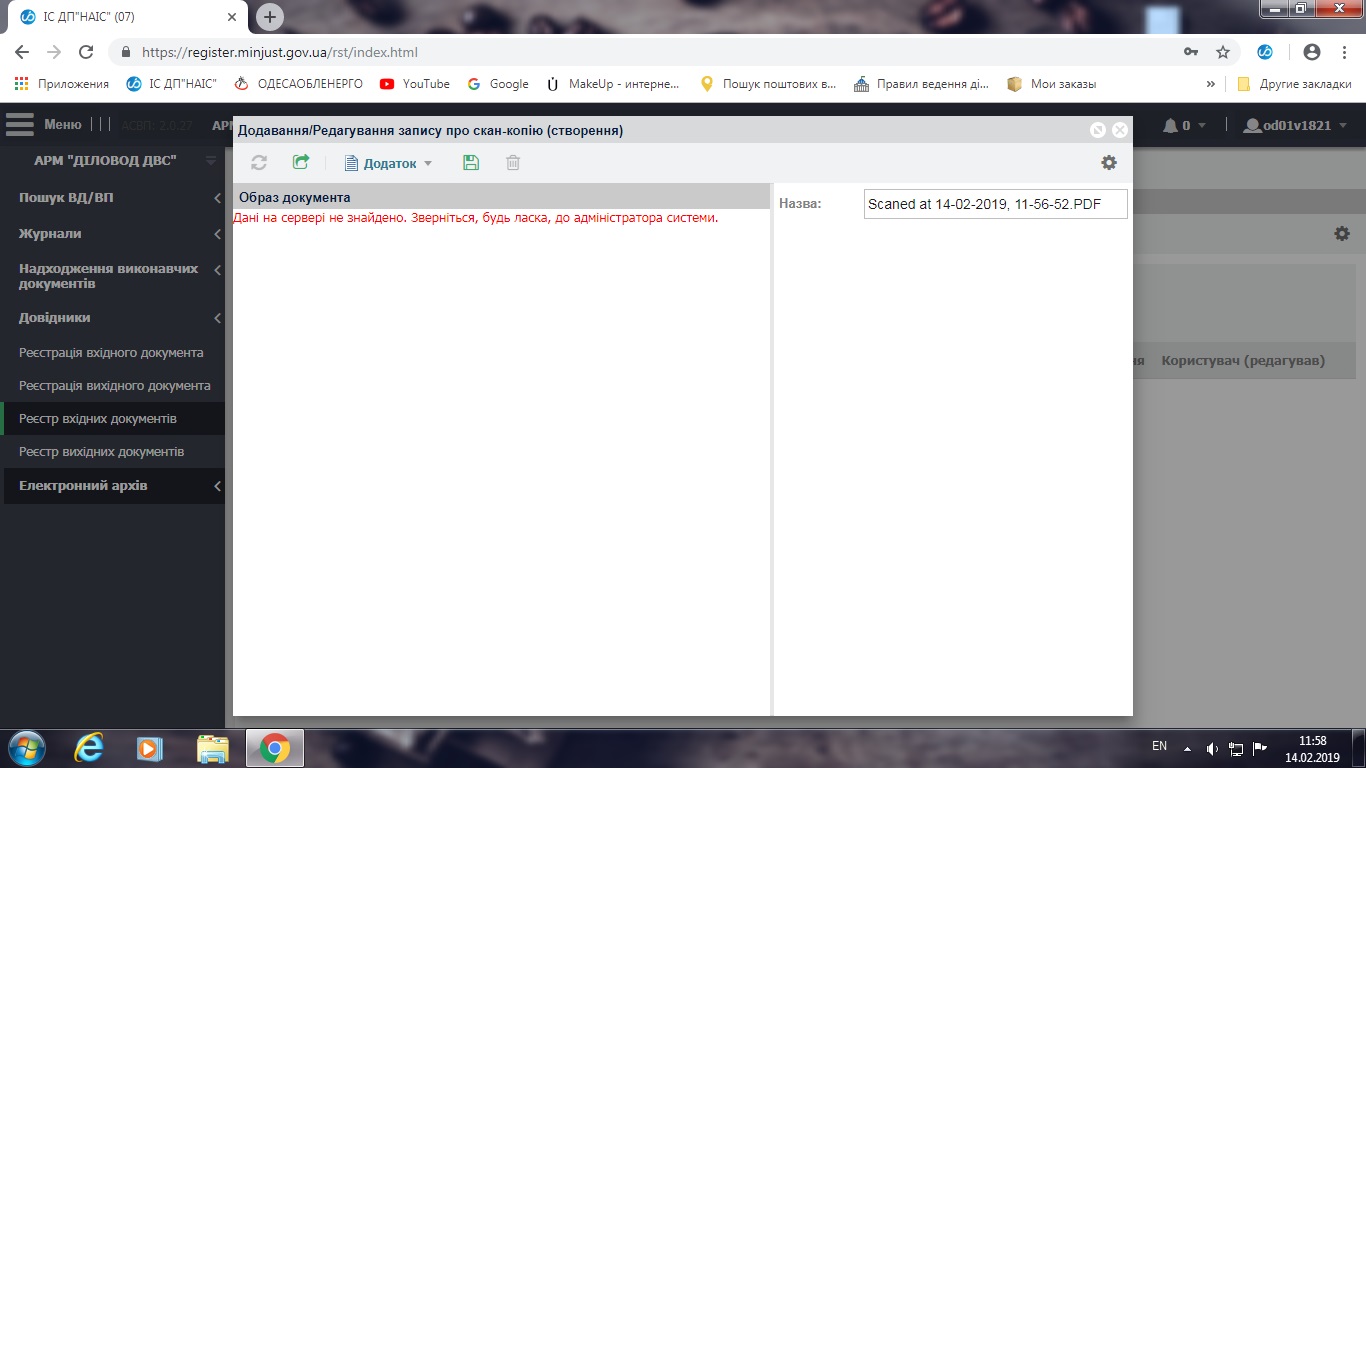 ІС ДП"НАІС" (07)
https://register.minjust.gov.ua/rst/index.html
Приложения
ІС ДП"НАІС"
ОДЕСАОБЛЕНЕРГО
YouTube
Google
MakeUp - интерне...
Пошук поштових в...
Правил ведення ді...
Мои заказы
»
Другие закладки
Меню
АСВП: 2.0.27
АРМ
0
od01v1821
Додавання/Редагування запису про скан-копію (створення)
АРМ "ДІЛОВОД ДВС"
Додаток
Пошук ВД/ВП
Образ документа
Назва:
Scaned at 14-02-2019, 11-56-52.PDF
Дані на сервері не знайдено. Зверніться, будь ласка, до адміністратора системи.
Журнали
Надходження виконавчих
документів
Довідники
Реєстрація вхідного документа
ня
Користувач (редагував)
Реєстрація вихідного документа
Реєстр вхідних документів
Реєстр вихідних документів
Електронний архів
EN
11:58
14.02.2019